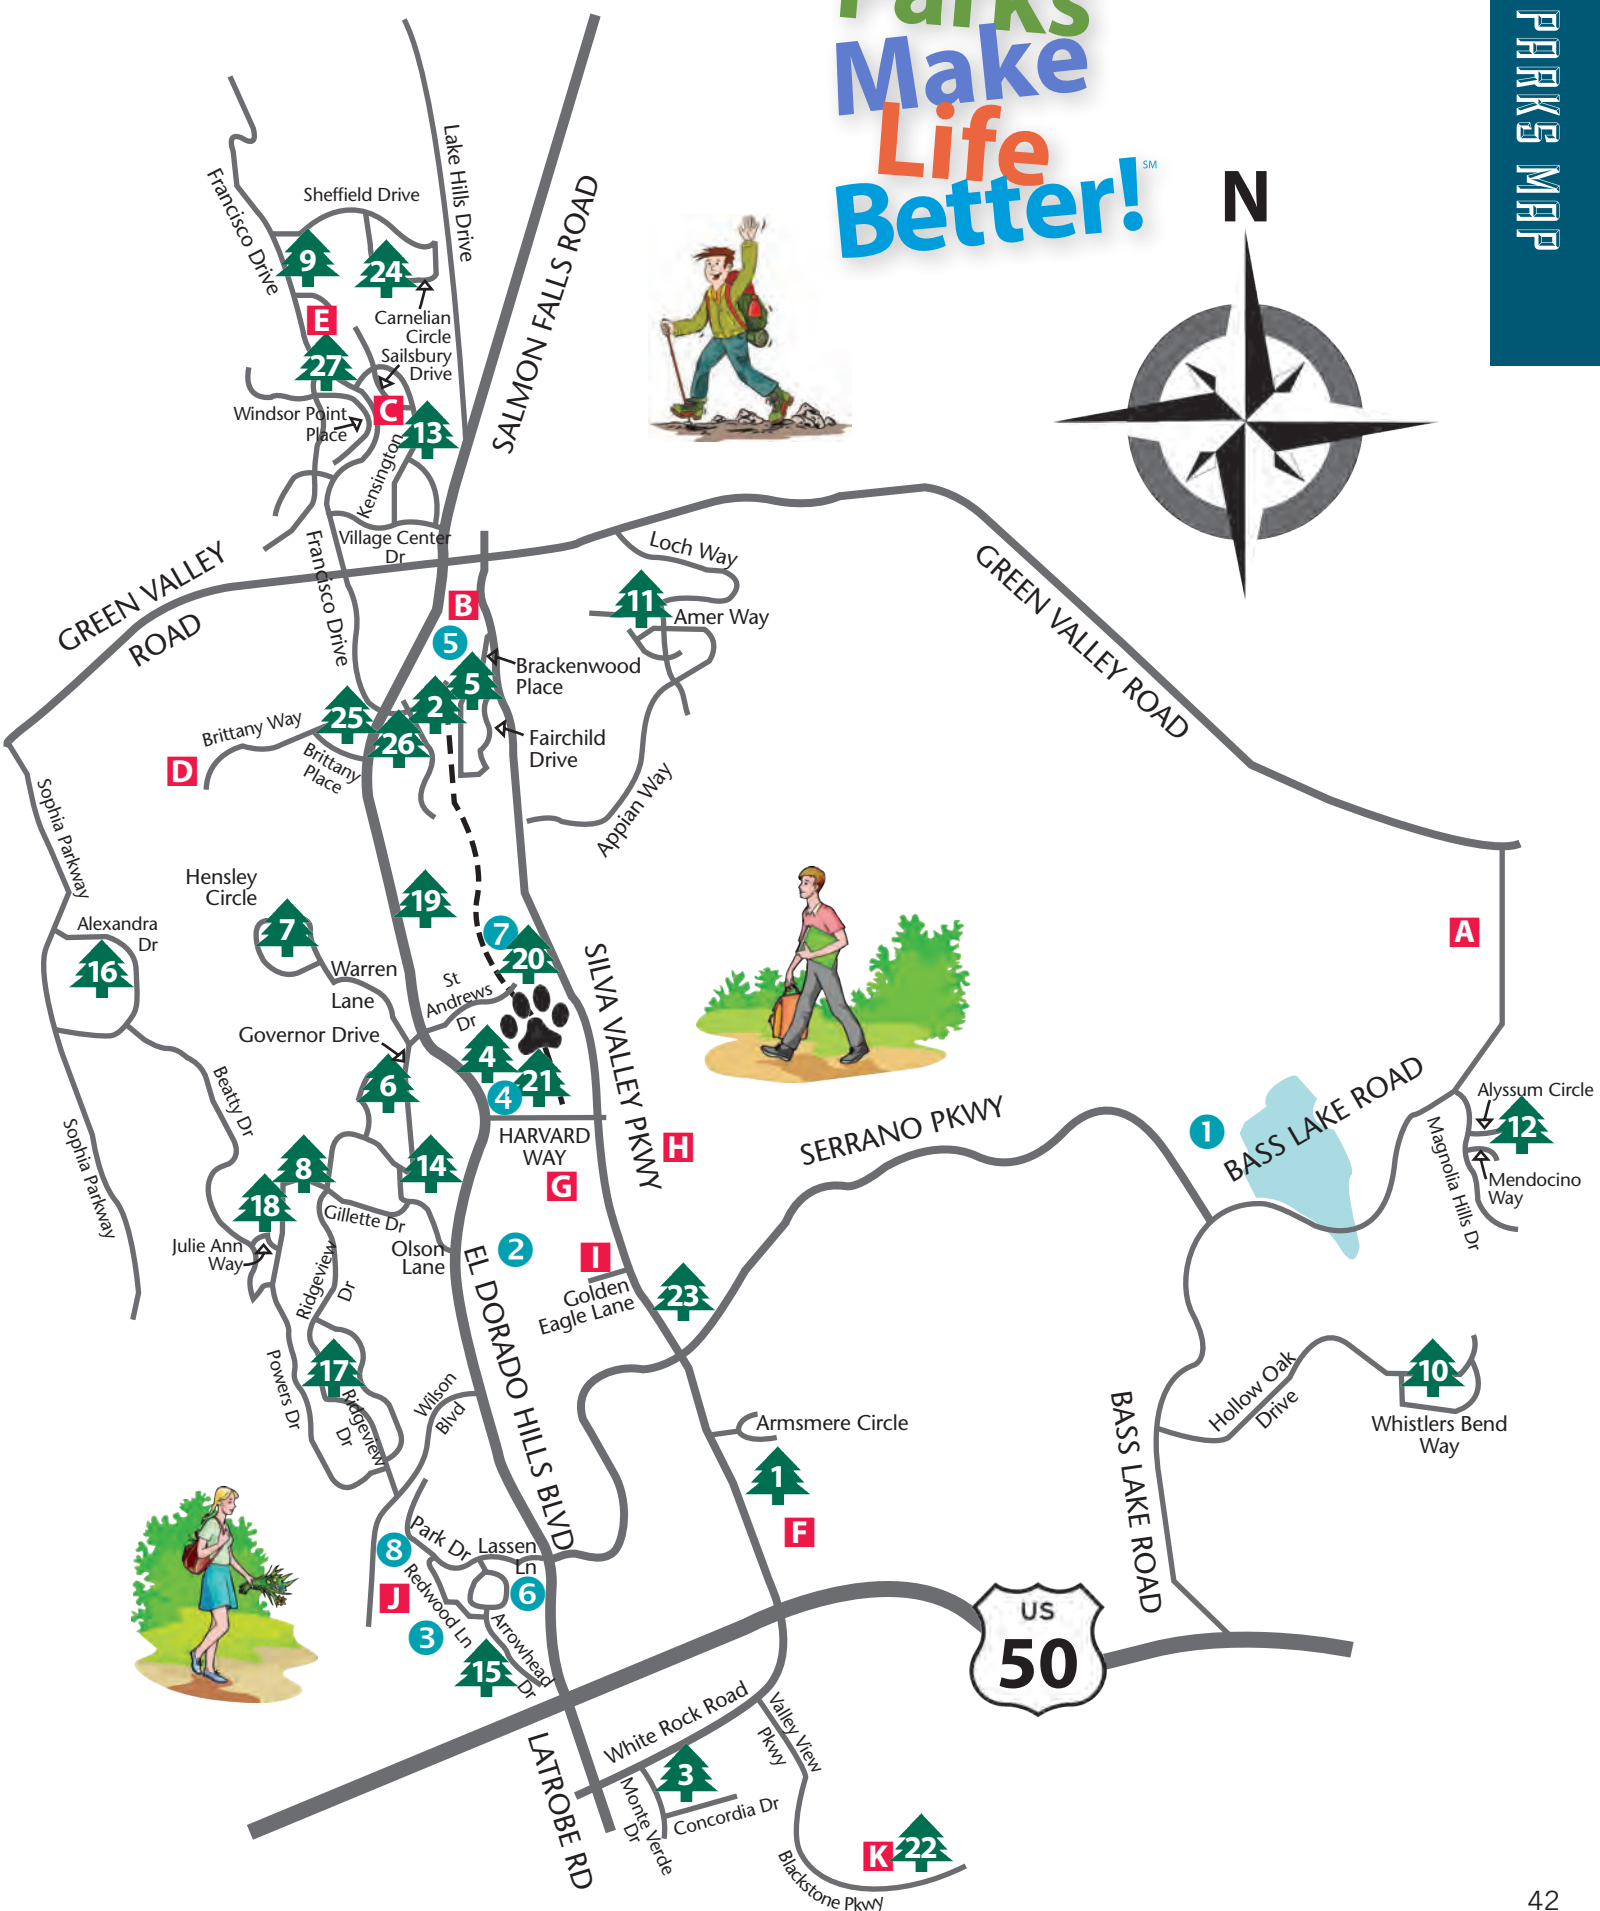 Parks
Make
Life
Better!
SM
PARKS MAP
N
Lake Hills Drive
SALMON FALLS ROAD
Sheffield Drive
Francisco Drive
9
24
Carnelian
Circle
E
Sailsbury
Drive
27
C
Windsor Point
Place
13
Kensington
Village Center
Dr
Francisco Drive
GREEN VALLEY
ROAD
Loch Way
GREEN VALLEY ROAD
B
11
Amer Way
5
Brackenwood
Place
5
2
25
26
Brittany Way
Brittany
Place
Fairchild
Drive
D
Appian Way
Sophia Parkway
Hensley
Circle
7
19
A
Alexandra
Dr
16
7
20
SILVA VALLEY PKWY
Warren
Lane
St
Andrews
Dr
Governor Drive
4
21
6
4
Beatty Dr
BASS LAKE ROAD
Alyssum Circle
12
Magnolia Hills Dr
Mendocino
Way
1
SERRANO PKWY
HARVARD
WAY
H
G
Sophia Parkway
8
14
18
Gillette Dr
Julie Ann
Way
Olson
Lane
2
I
Golden
Eagle Lane
23
Ridgeview
Dr
EL DORADO HILLS BLVD
17
Powers Dr
Ridgeview
Dr
Wilson
Blvd
Hollow Oak
Drive
10
Whistlers Bend
Way
BASS LAKE ROAD
Armsmere Circle
1
F
Park Dr
Lassen
Ln
8
6
J
Redwood Ln
3
Arrowhead
Dr
15
US
50
White Rock Road
Valley View
Pkwy
LATROBE RD
3
Monte Verde
Dr
Concordia Dr
K
22
Blackstone Pkwy
42